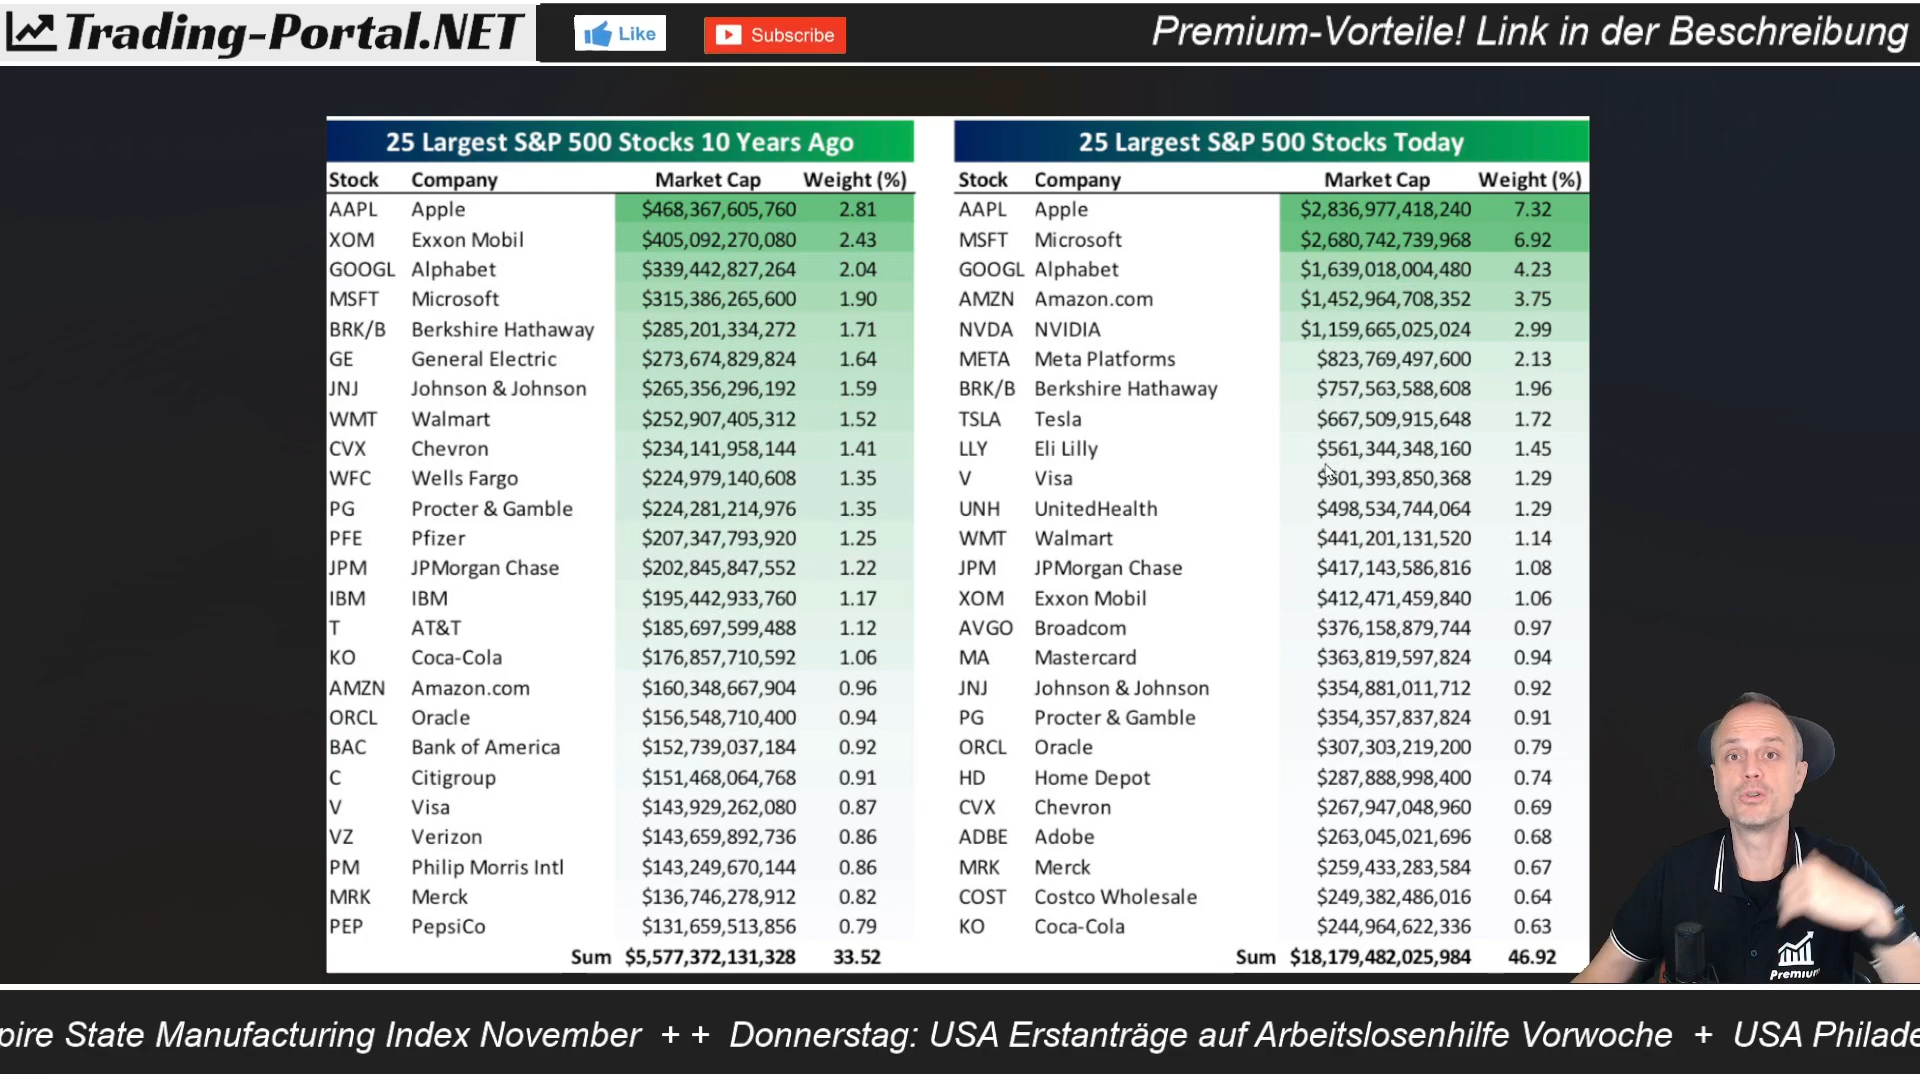 Trading-Portal.NET
Like
Subscribe
Premium-Vorteile! Link in der Beschreibung
25 Largest S&P 500 Stocks 10 Years Ago
Stock Company Market Cap Weight (%)
AAPL Apple $468,367,605,760 2.81
XOM Exxon Mobil $405,092,270,080 2.43
GOOGL Alphabet $339,442,827,264 2.04
MSFT Microsoft $315,386,265,600 1.90
BRK/B Berkshire Hathaway $285,201,334,272 1.71
GE General Electric $273,674,829,824 1.64
JNJ Johnson & Johnson $265,356,296,192 1.59
WMT Walmart $252,907,405,312 1.52
CVX Chevron $234,141,958,144 1.41
WFC Wells Fargo $224,979,140,608 1.35
PG Procter & Gamble $224,281,214,976 1.35
PFE Pfizer $207,347,793,920 1.25
JPM JPMorgan Chase $202,845,847,552 1.22
IBM IBM $195,442,933,760 1.17
T AT&T $185,697,599,488 1.12
KO Coca-Cola $176,857,710,592 1.06
AMZN Amazon.com $160,348,667,904 0.96
ORCL Oracle $156,548,710,400 0.94
BAC Bank of America $152,739,037,184 0.92
C Citigroup $151,468,064,768 0.91
V Visa $143,929,262,080 0.87
VZ Verizon $143,659,892,736 0.86
PM Philip Morris Intl $143,249,670,144 0.86
MRK Merck $136,746,278,912 0.82
PEP PepsiCo $131,659,513,856 0.79
Sum $5,577,372,131,328 33.52
25 Largest S&P 500 Stocks Today
Stock Company Market Cap Weight (%)
AAPL Apple $2,836,977,418,240 7.32
MSFT Microsoft $2,680,742,739,968 6.92
GOOGL Alphabet $1,639,018,004,480 4.23
AMZN Amazon.com $1,452,964,708,352 3.75
NVDA NVIDIA $1,159,665,025,024 2.99
META Meta Platforms $823,769,497,600 2.13
BRK/B Berkshire Hathaway $757,563,588,608 1.96
TSLA Tesla $667,509,915,648 1.72
LLY Eli Lilly $561,344,348,160 1.45
V Visa $501,393,850,368 1.29
UNH UnitedHealth $498,534,744,064 1.29
WMT Walmart $441,201,131,520 1.14
JPM JPMorgan Chase $417,143,586,816 1.08
XOM Exxon Mobil $412,471,459,840 1.06
AVGO Broadcom $376,158,879,744 0.97
MA Mastercard $363,819,597,824 0.94
JNJ Johnson & Johnson $354,881,011,712 0.92
PG Procter & Gamble $354,357,837,824 0.91
ORCL Oracle $307,303,219,200 0.79
HD Home Depot $287,888,998,400 0.74
CVX Chevron $267,947,048,960 0.69
ADBE Adobe $263,045,021,696 0.68
MRK Merck $259,433,283,584 0.67
COST Costco Wholesale $249,382,486,016 0.64
KO Coca-Cola $244,964,622,336 0.63
Sum $18,179,482,025,984 46.92
Premium
pire State Manufacturing Index November + + Donnerstag: USA Erstanträge auf Arbeitslosenhilfe Vorwoche + USA Philade